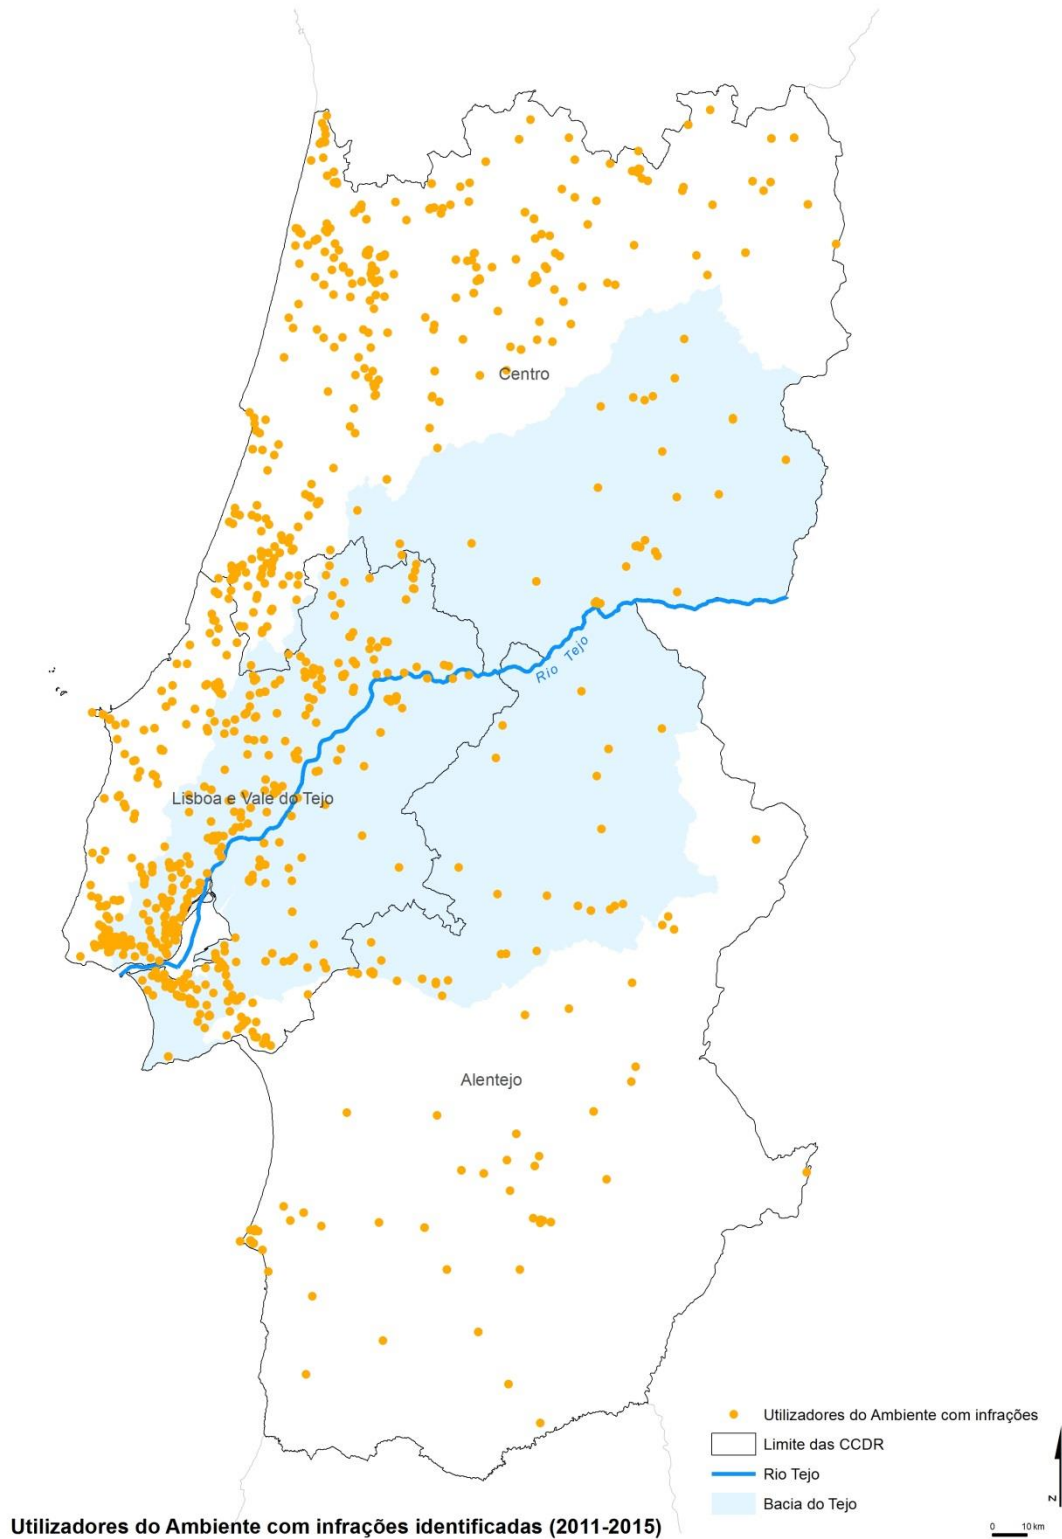 Centro
Rio Tejo
Lisboa e Vale do Tejo
Alentejo
Utilizadores do Ambiente com infrações
Limite das CCDR
Rio Tejo
Bacia do Tejo
N
0 10 km
Utilizadores do Ambiente com infrações identificadas (2011-2015)